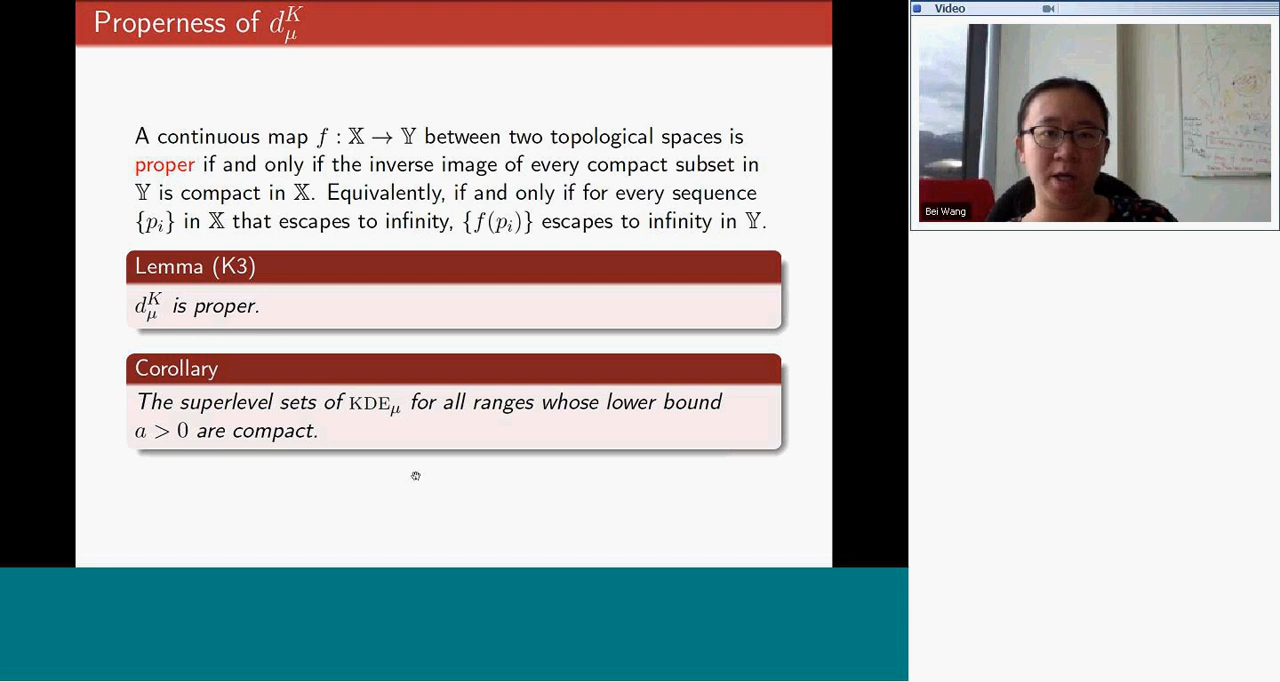 Properness of d_μ^K
A continuous map f : 𝕏 → 𝕐 between two topological spaces is
proper if and only if the inverse image of every compact subset in
𝕐 is compact in 𝕏. Equivalently, if and only if for every sequence
{p_i} in 𝕏 that escapes to infinity, {f(p_i)} escapes to infinity in 𝕐.
Lemma (K3)
d_μ^K is proper.
Corollary
The superlevel sets of KDE_μ for all ranges whose lower bound
a > 0 are compact.
Video
Bei Wang